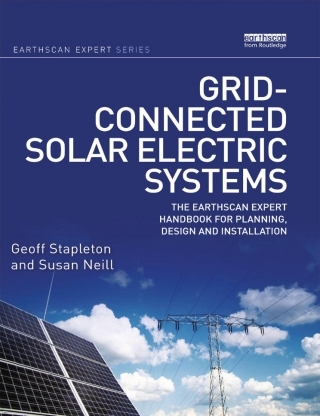 EARTHSCAN EXPERT SERIES
earthscan
from Routledge
GRID-
CONNECTED
SOLAR ELECTRIC
SYSTEMS
THE EARTHSCAN EXPERT
HANDBOOK FOR PLANNING,
DESIGN AND INSTALLATION
Geoff Stapleton
and Susan Neill